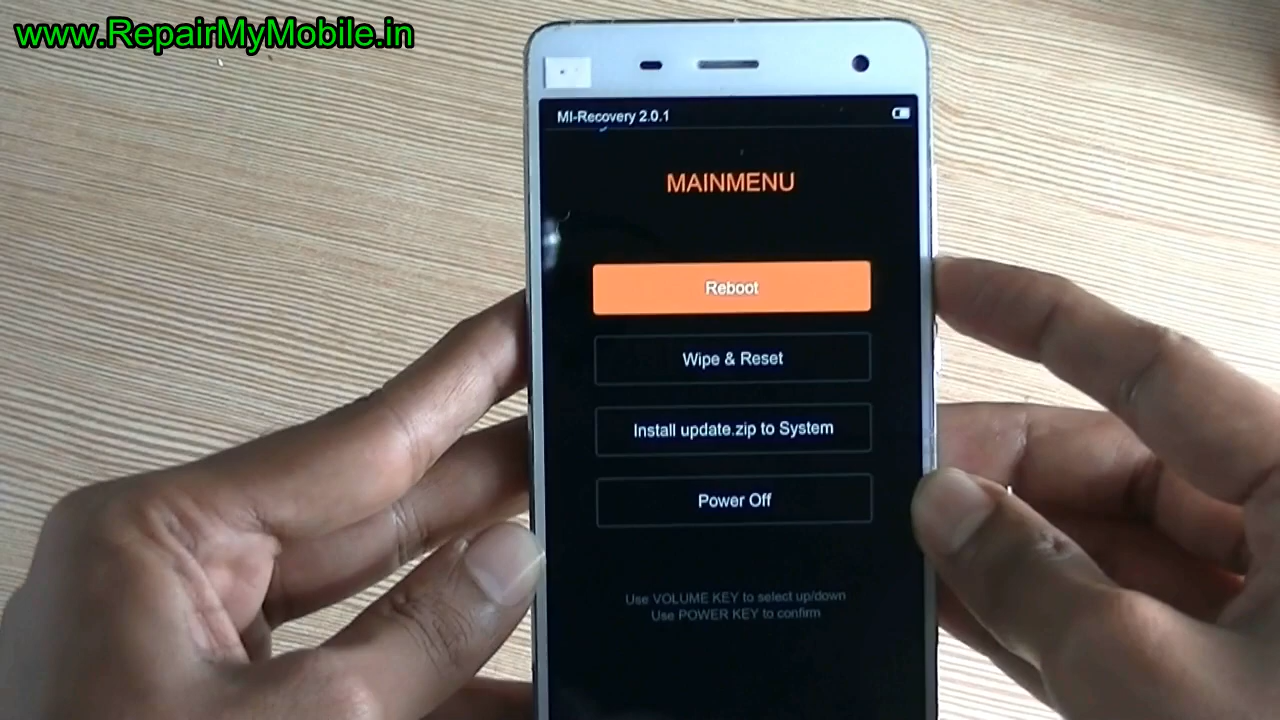 www.RepairMyMobile.in
MI-Recovery 2.0.1
MAINMENU
Reboot
Wipe & Reset
Install update.zip to System
Power Off
Use VOLUME KEY to select up/down
Use POWER KEY to confirm